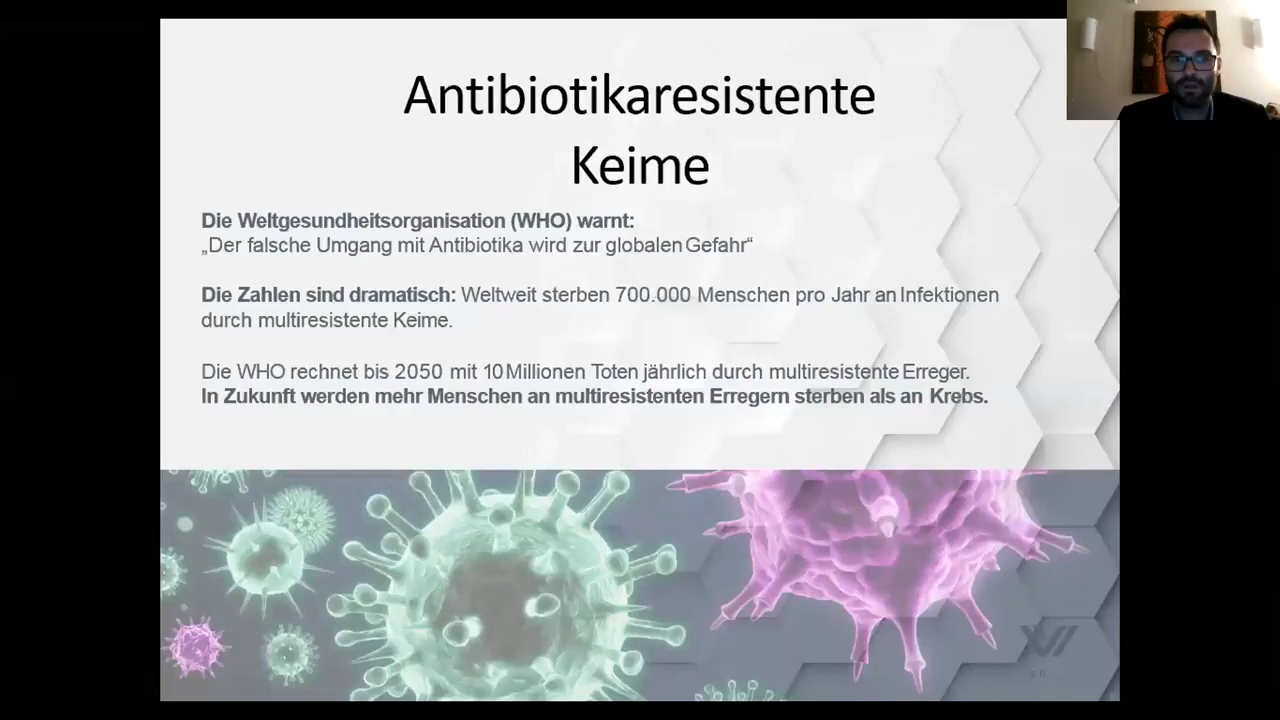 Antibiotikaresistente
Keime
Die Weltgesundheitsorganisation (WHO) warnt:
„Der falsche Umgang mit Antibiotika wird zur globalen Gefahr“
Die Zahlen sind dramatisch: Weltweit sterben 700.000 Menschen pro Jahr an Infektionen
durch multiresistente Keime.
Die WHO rechnet bis 2050 mit 10 Millionen Toten jährlich durch multiresistente Erreger.
In Zukunft werden mehr Menschen an multiresistenten Erregern sterben als an Krebs.